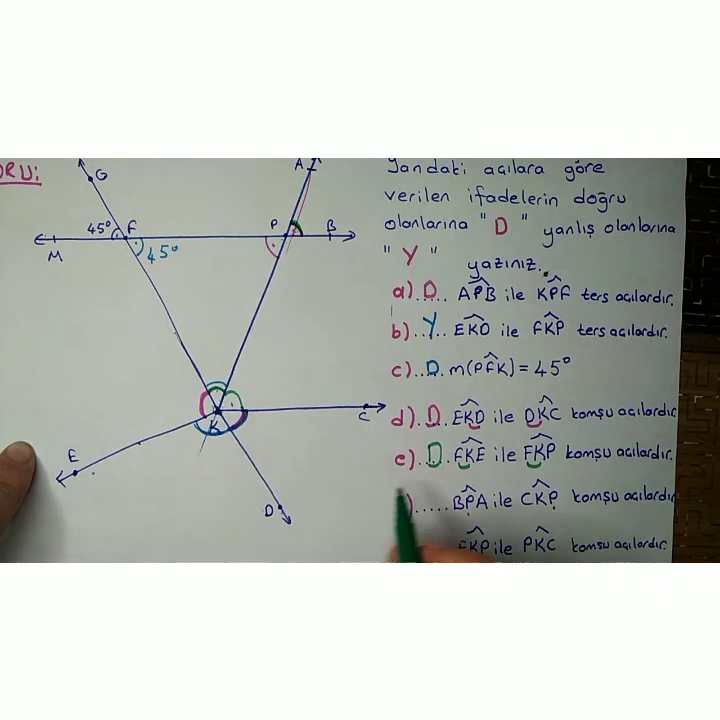 ORU:
G
A
45° F
P
B
M
45°
K
C
E
D
Yandaki açılara göre
verilen ifadelerin doğru
olanlarına "D" yanlış olanlarına
"Y" yazınız.
a) D.... APB ile KPF ters açılardır.
b) ..Y.. EKD ile FKP ters açılardır.
c) ..D. m(PFK) = 45°
d) .D.. EKD ile DKC komşu açılardır
e) ..D. FKE ile FKP komşu açılardır.
) ..... BPA ile CKP komşu açılardır
FKP ile PKC komşu açılardır.